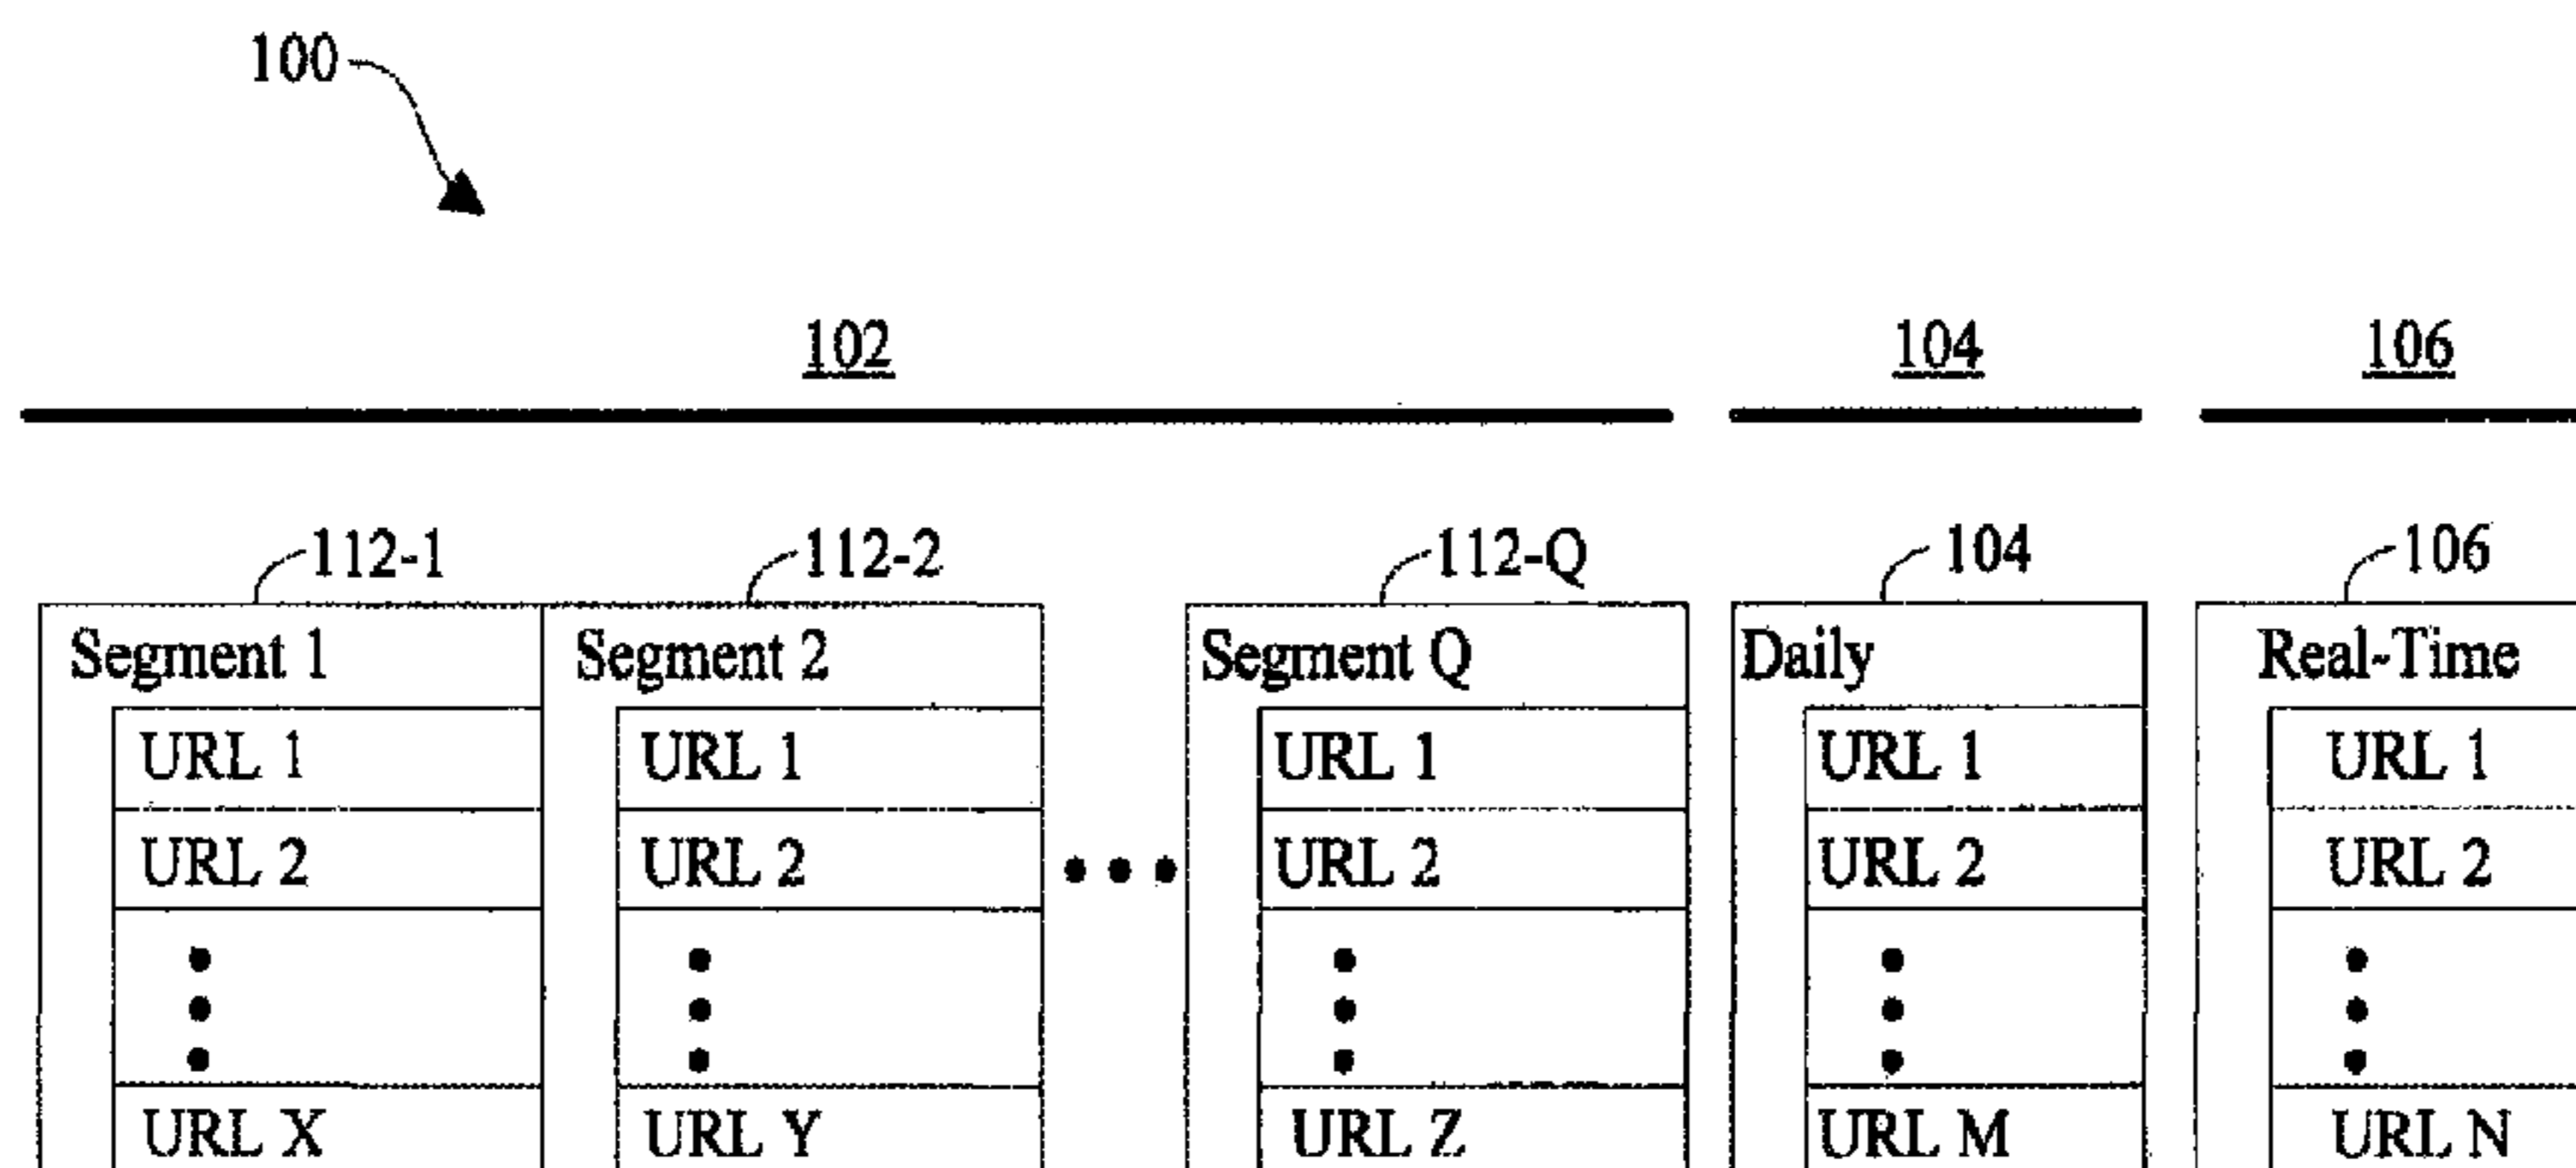 100
102 104 106
112-1 112-2 112-Q 104 106
Segment 1 Segment 2 Segment Q Daily Real-Time
URL 1 URL 1 URL 1 URL 1 URL 1
URL 2 URL 2 URL 2 URL 2 URL 2
URL X URL Y URL Z URL M URL N